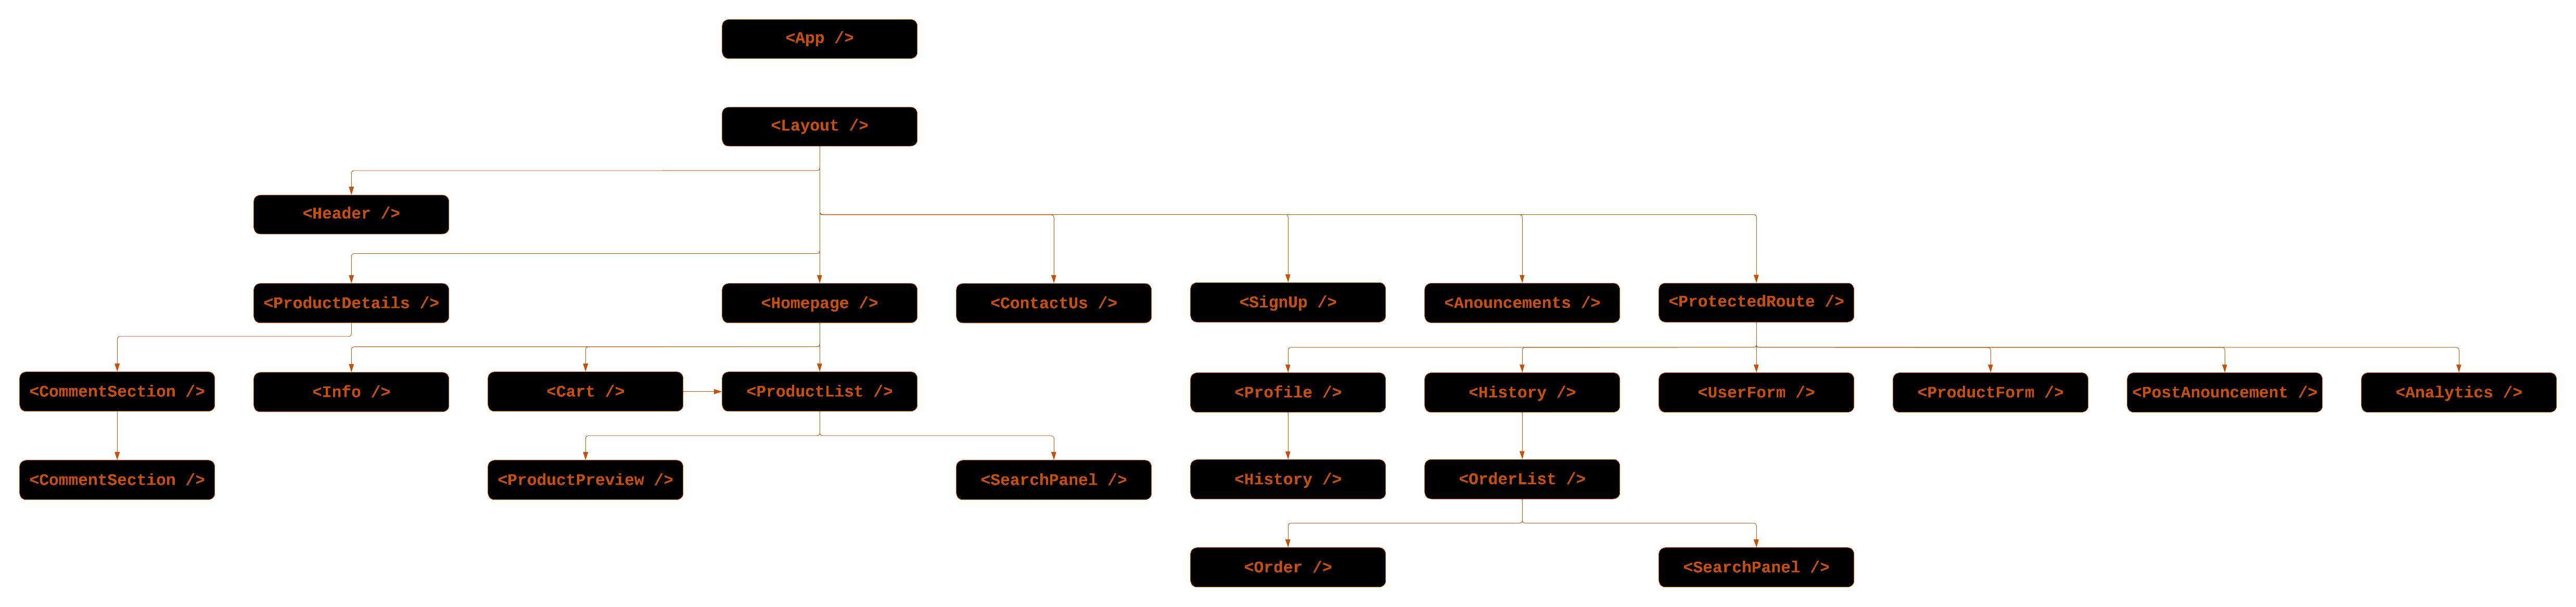 <App />
<Layout />
<Header />
<ProductDetails />
<Homepage />
<ContactUs />
<SignUp />
<Anouncements />
<ProtectedRoute />
<CommentSection />
<Info />
<Cart />
<ProductList />
<Profile />
<History />
<UserForm />
<ProductForm />
<PostAnouncement />
<Analytics />
<CommentSection />
<ProductPreview />
<SearchPanel />
<History />
<OrderList />
<Order />
<SearchPanel />